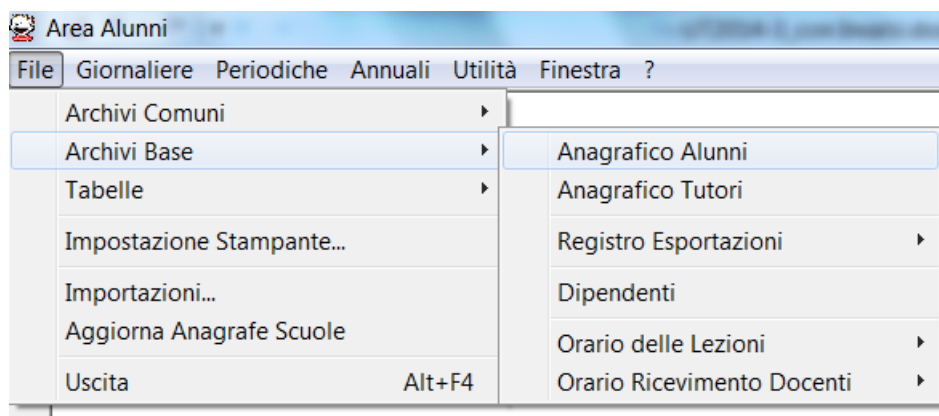 Area Alunni
File Giornaliere Periodiche Annuali Utilità Finestra ?
Archivi Comuni
Archivi Base
Tabelle
Impostazione Stampante...
Importazioni...
Aggiorna Anagrafe Scuole
Uscita Alt+F4
Anagrafico Alunni
Anagrafico Tutori
Registro Esportazioni
Dipendenti
Orario delle Lezioni
Orario Ricevimento Docenti